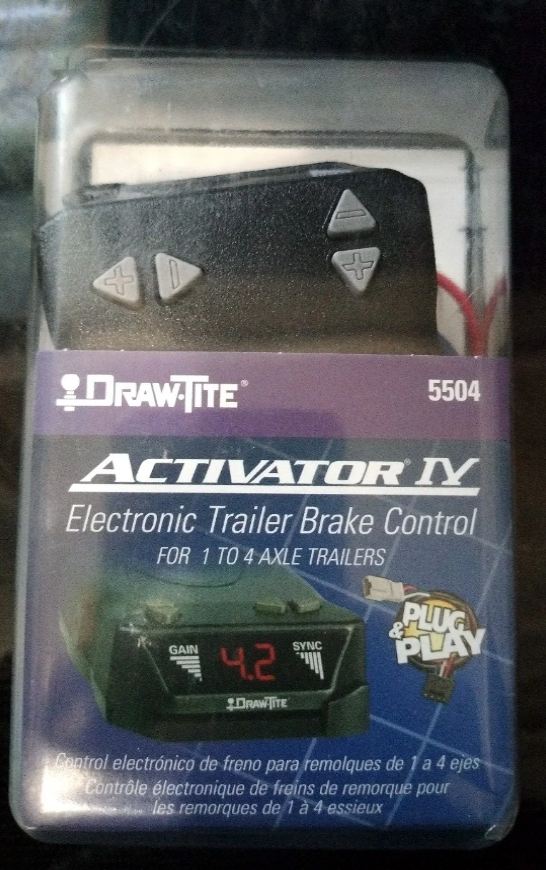 DRAW·TITE®
5504
ACTIVATOR® IV
Electronic Trailer Brake Control
FOR 1 TO 4 AXLE TRAILERS
PLUG
&PLAY
GAIN 4.2 SYNC
DRAW·TITE
Control electrónico de freno para remolques de 1 a 4 ejes
Contrôle électronique de freins de remorque pour
les remorques de 1 à 4 essieux